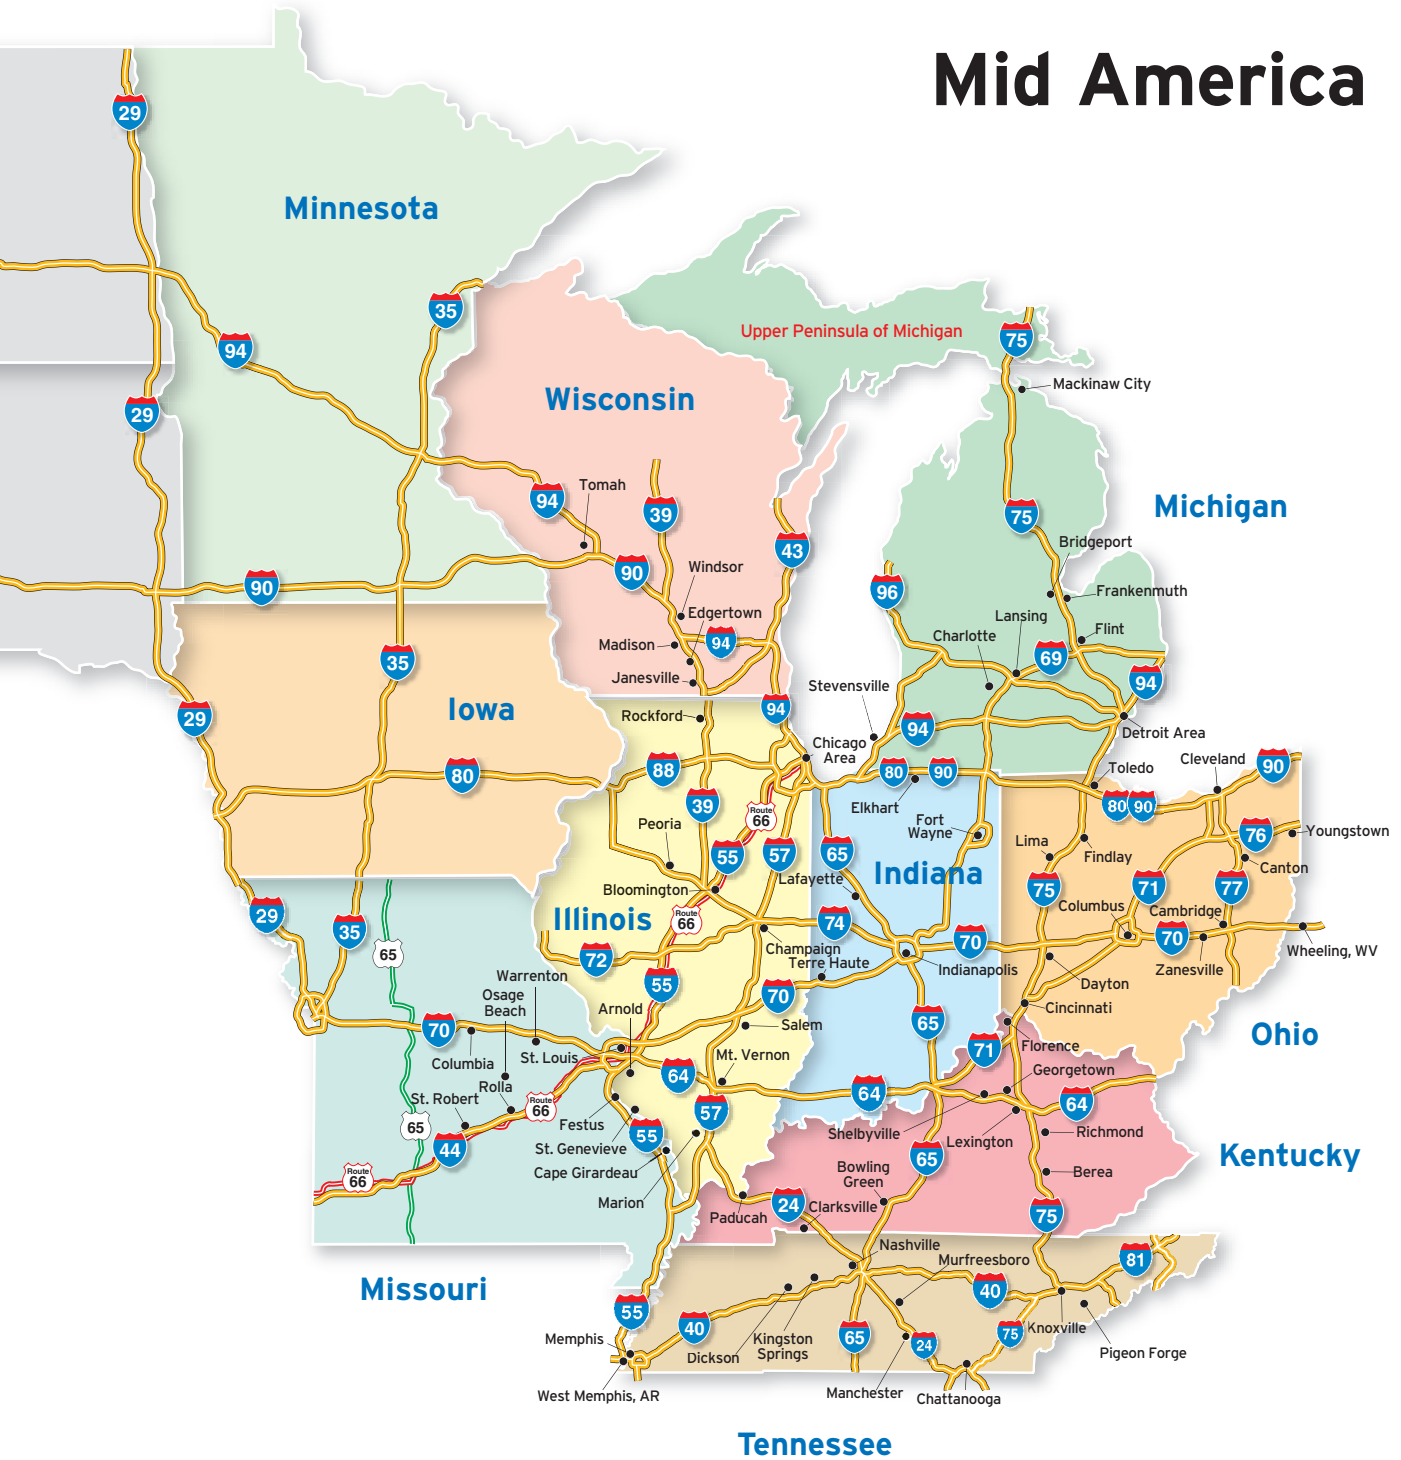 Mid America
29
Minnesota
35
Upper Peninsula of Michigan
75
94
Mackinaw City
Wisconsin
29
Tomah
94
39
Michigan
75
43
Bridgeport
90
90
Windsor
96
Frankenmuth
Edgertown
Lansing
Flint
Charlotte
Madison
94
69
35
Janesville
Stevensville
94
Iowa
29
Rockford
94
94
Detroit Area
Chicago
Area
Cleveland
88
80
80
90
Toledo
90
Elkhart
39
Route
66
80
90
Peoria
Fort
Wayne
76
Youngstown
Lima
55
57
65
Findlay
Canton
Lafayette
Indiana
75
71
77
Bloomington
29
35
Illinois
Route
66
74
Columbus
Cambridge
70
70
65
72
Champaign
Terre Haute
Indianapolis
Zanesville
Wheeling, WV
Warrenton
55
Dayton
Osage
Beach
70
Arnold
Cincinnati
70
Salem
65
Ohio
Columbia
St. Louis
Mt. Vernon
71
Florence
Georgetown
64
Rolla
64
64
St. Robert
Route
66
57
65
Festus
Shelbyville
Lexington
Richmond
44
St. Genevieve
55
65
Kentucky
Route
66
Cape Girardeau
Bowling
Green
Berea
Marion
24
Clarksville
75
Paducah
Nashville
Murfreesboro
81
Missouri
40
55
40
65
24
75
Knoxville
Memphis
Kingston
Springs
Dickson
Pigeon Forge
West Memphis, AR
Manchester
Chattanooga
Tennessee